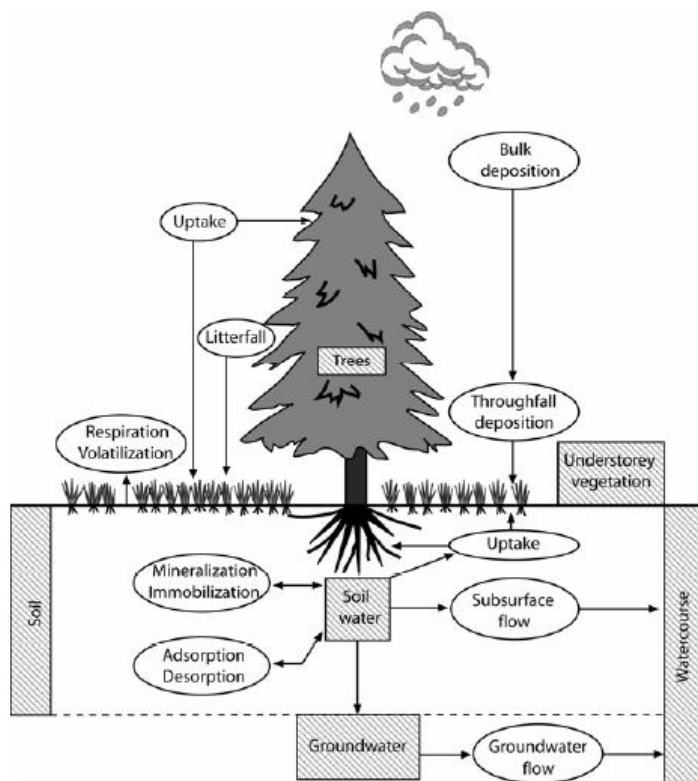 Bulk
deposition
Uptake
Litterfall
Trees
Throughfall
deposition
Respiration
Volatilization
Understorey
vegetation
Uptake
Mineralization
Immobilization
Soil
water
Subsurface
flow
Soil
Adsorption
Desorption
Watercourse
Groundwater
Groundwater
flow